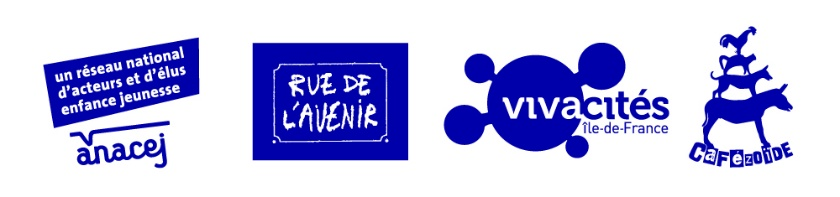 un réseau national
d'acteurs et d'élus
enfance jeunesse
anacej
RUE DE
L'AVENIR
vivacités
île-de-France
CaFézoïDE